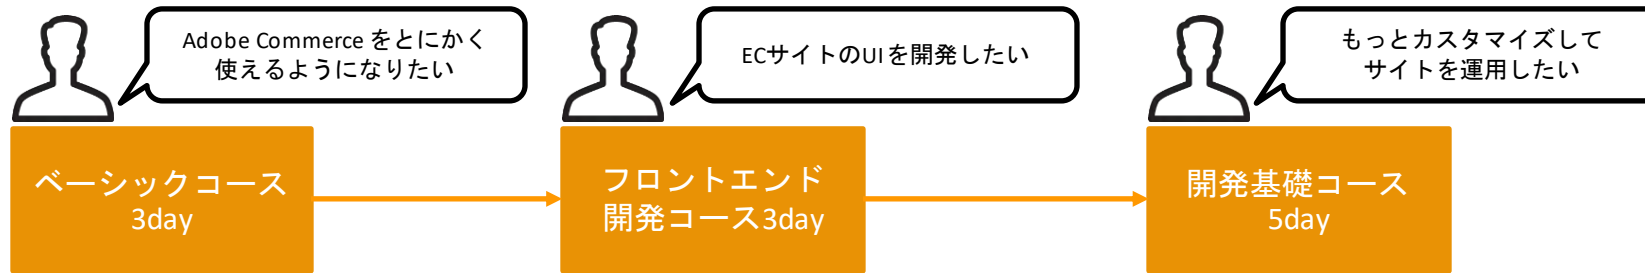 Adobe Commerce をとにかく
使えるようになりたい
ECサイトのUIを開発したい
もっとカスタマイズして
サイトを運用したい
ベーシックコース
3day
フロントエンド
開発コース3day
開発基礎コース
5day